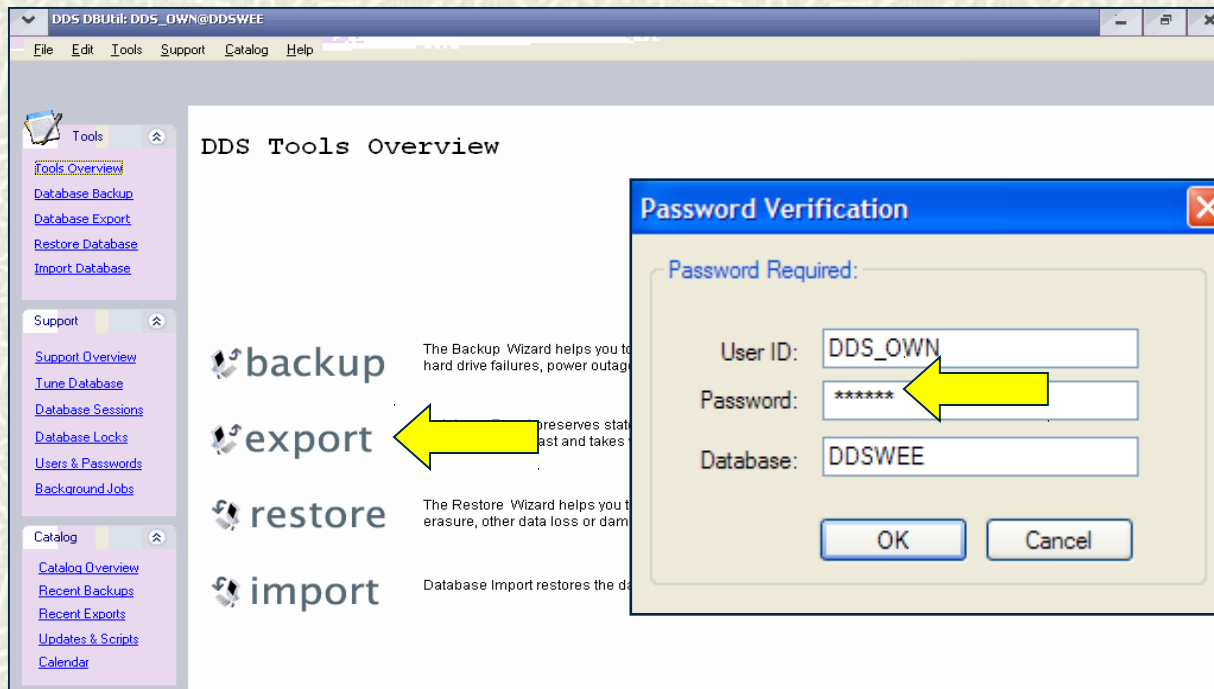 DDS DBUtil: DDS_OWN@DDSWEE
File Edit Tools Support Catalog Help
Tools
Tools Overview
Database Backup
Database Export
Restore Database
Import Database
Support
Support Overview
Tune Database
Database Sessions
Database Locks
Users & Passwords
Background Jobs
Catalog
Catalog Overview
Recent Backups
Recent Exports
Updates & Scripts
Calendar
DDS Tools Overview
backup
The Backup Wizard helps you to
hard drive failures, power outag
export
preserves stat
ast and takes
restore
The Restore Wizard helps you t
erasure, other data loss or dam
import
Database Import restores the da
Password Verification
Password Required:
User ID: DDS_OWN
Password: ******
Database: DDSWEE
OK Cancel